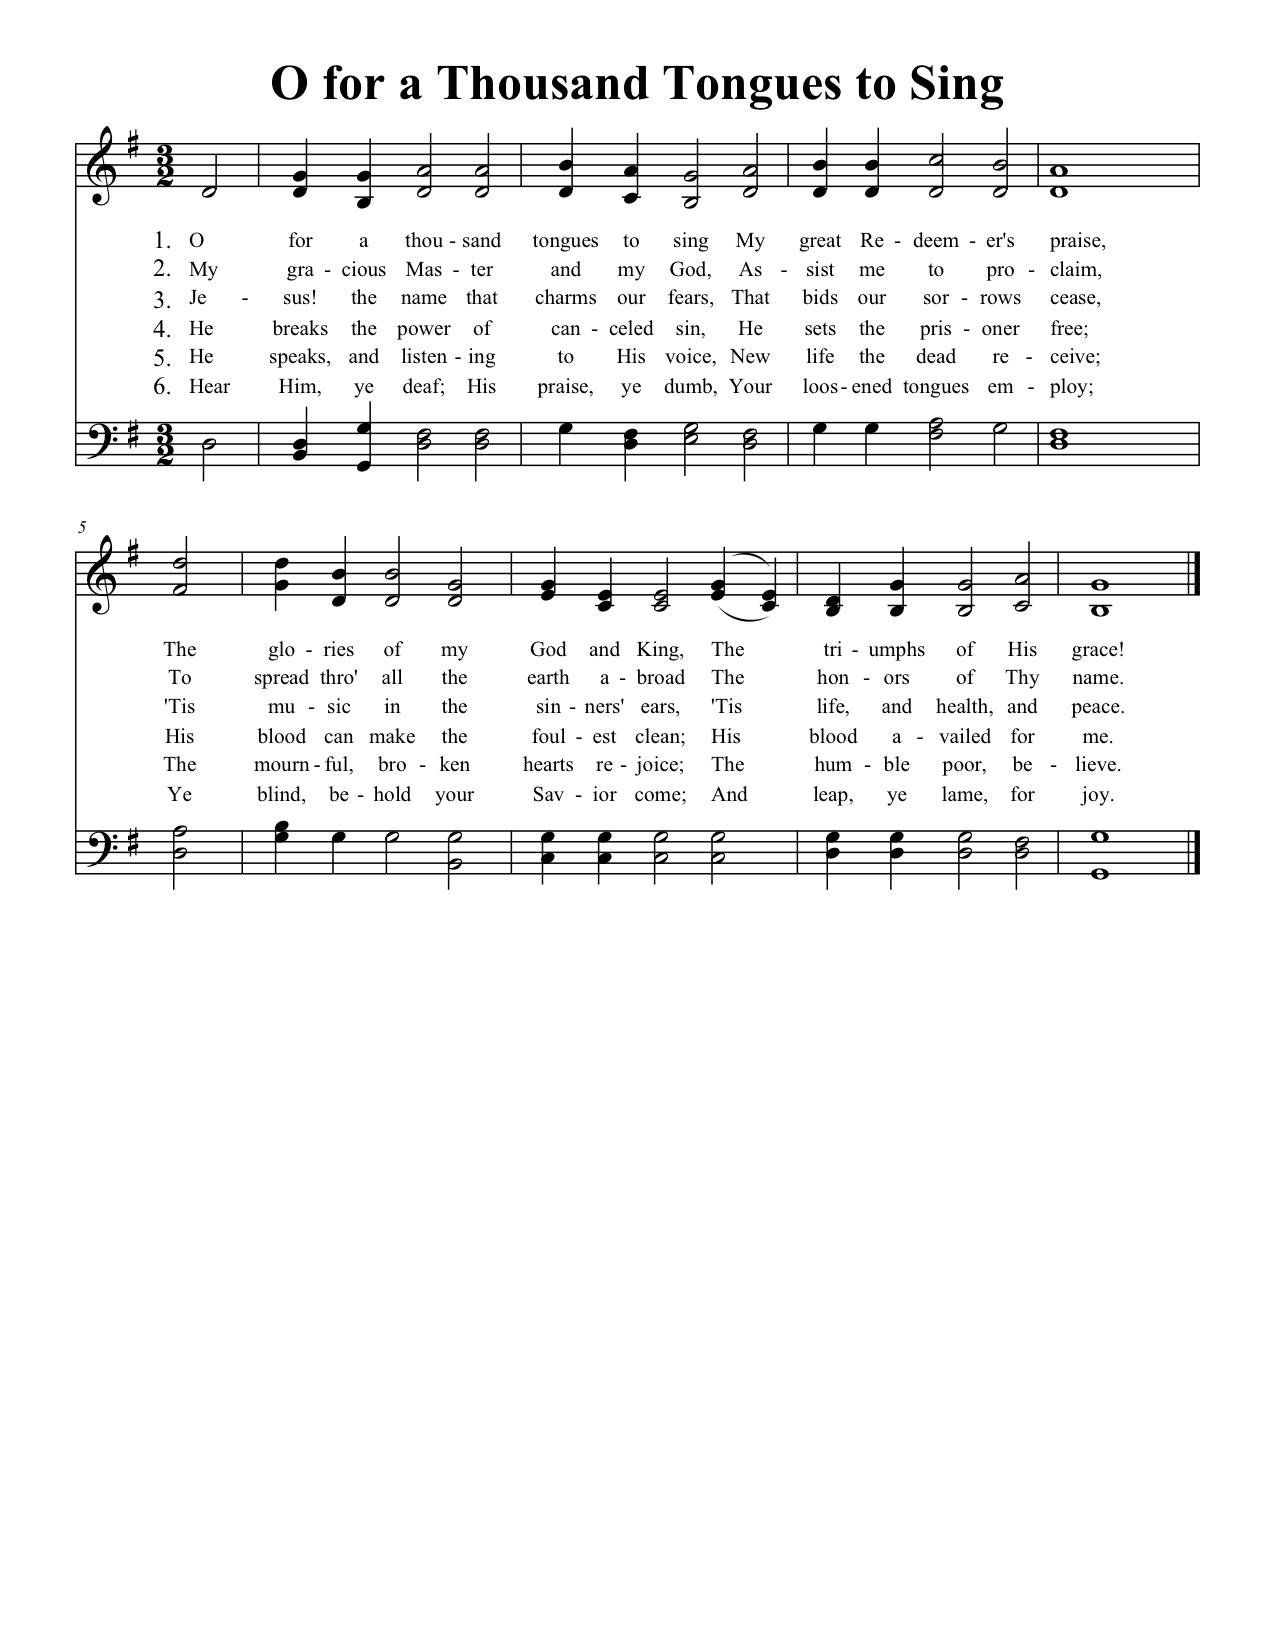 O for a Thousand Tongues to Sing
3
2
1. O for a thou - sand tongues to sing My great Re - deem - er's praise,
2. My gra - cious Mas - ter and my God, As - sist me to pro - claim,
3. Je - sus! the name that charms our fears, That bids our sor - rows cease,
4. He breaks the power of can - celed sin, He sets the pris - oner free;
5. He speaks, and listen - ing to His voice, New life the dead re - ceive;
6. Hear Him, ye deaf; His praise, ye dumb, Your loos - ened tongues em - ploy;
3
2
5
The glo - ries of my God and King, The tri - umphs of His grace!
To spread thro' all the earth a - broad The hon - ors of Thy name.
'Tis mu - sic in the sin - ners' ears, 'Tis life, and health, and peace.
His blood can make the foul - est clean; His blood a - vailed for me.
The mourn - ful, bro - ken hearts re - joice; The hum - ble poor, be - lieve.
Ye blind, be - hold your Sav - ior come; And leap, ye lame, for joy.